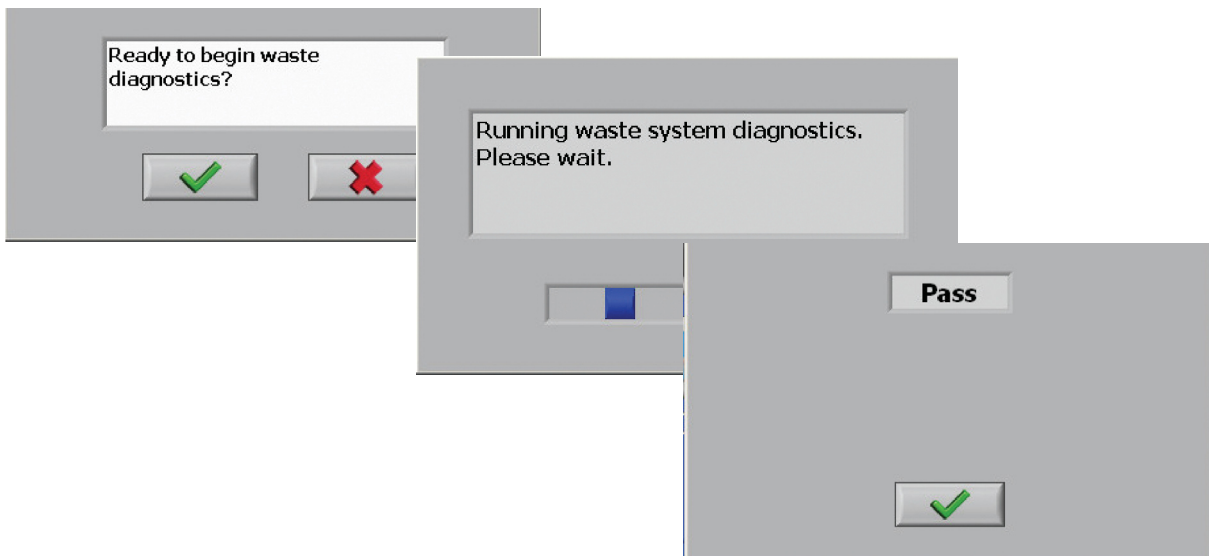 Ready to begin waste
diagnostics?
Running waste system diagnostics.
Please wait.
Pass